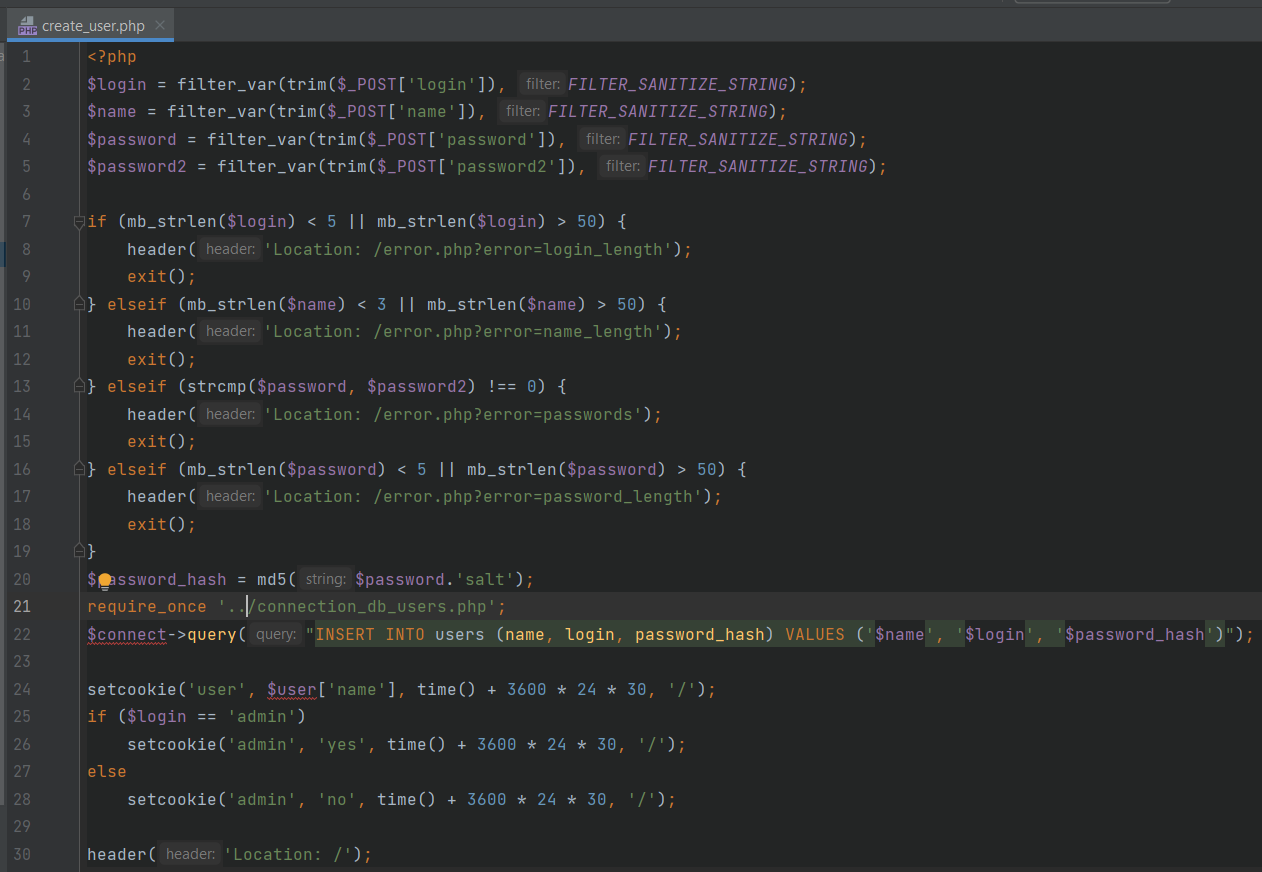 create_user.php
1 <?php
2 $login = filter_var(trim($_POST['login']), filter: FILTER_SANITIZE_STRING);
3 $name = filter_var(trim($_POST['name']), filter: FILTER_SANITIZE_STRING);
4 $password = filter_var(trim($_POST['password']), filter: FILTER_SANITIZE_STRING);
5 $password2 = filter_var(trim($_POST['password2']), filter: FILTER_SANITIZE_STRING);
6
7 if (mb_strlen($login) < 5 || mb_strlen($login) > 50) {
8 header( header: 'Location: /error.php?error=login_length');
9 exit();
10 } elseif (mb_strlen($name) < 3 || mb_strlen($name) > 50) {
11 header( header: 'Location: /error.php?error=name_length');
12 exit();
13 } elseif (strcmp($password, $password2) !== 0) {
14 header( header: 'Location: /error.php?error=passwords');
15 exit();
16 } elseif (mb_strlen($password) < 5 || mb_strlen($password) > 50) {
17 header( header: 'Location: /error.php?error=password_length');
18 exit();
19 }
20 $password_hash = md5( string: $password.'salt');
21 require_once '../connection_db_users.php';
22 $connect->query( query: "INSERT INTO users (name, login, password_hash) VALUES ('$name', '$login', '$password_hash')");
23
24 setcookie('user', $user['name'], time() + 3600 * 24 * 30, '/');
25 if ($login == 'admin')
26 setcookie('admin', 'yes', time() + 3600 * 24 * 30, '/');
27 else
28 setcookie('admin', 'no', time() + 3600 * 24 * 30, '/');
29
30 header( header: 'Location: /');